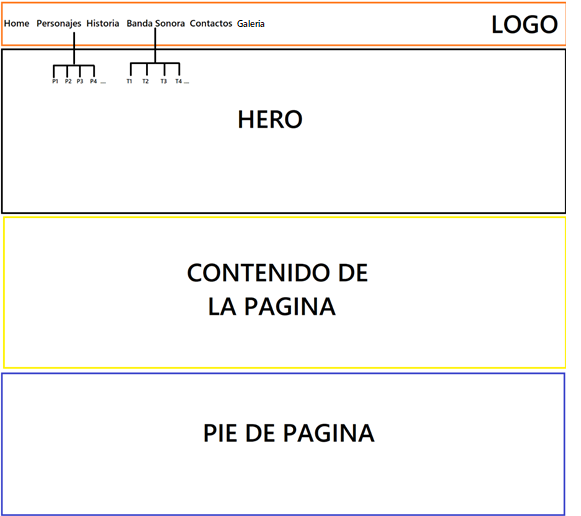 Home Personajes Historia Banda Sonora Contactos Galeria LOGO
P1 P2 P3 P4 .... T1 T2 T3 T4 ....
HERO
CONTENIDO DE
LA PAGINA
PIE DE PAGINA